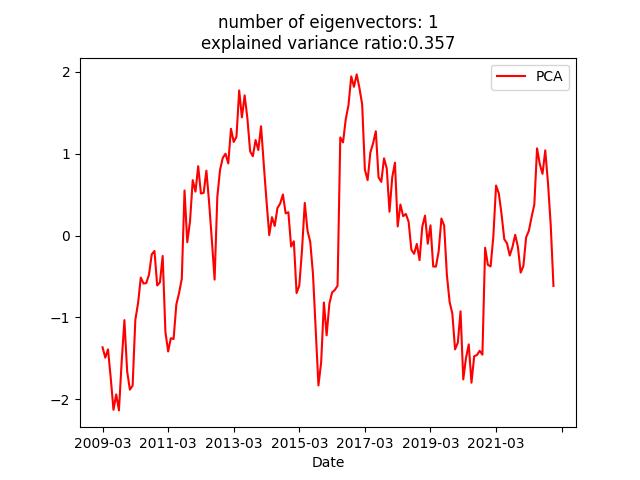 number of eigenvectors: 1
explained variance ratio:0.357
PCA
2
1
0
−1
−2
2009-03 2011-03 2013-03 2015-03 2017-03 2019-03 2021-03
Date